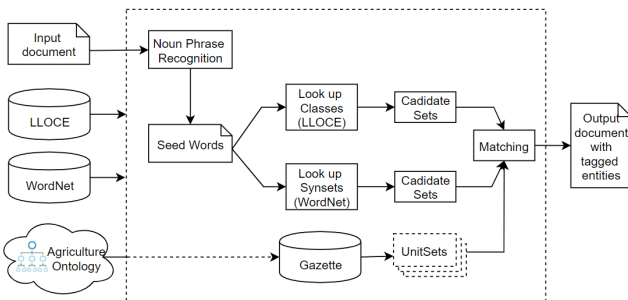 Input
document
Noun Phrase
Recognition
LLOCE
Seed Words
Look up
Classes
(LLOCE)
Cadidate
Sets
Matching
Output
document
with
tagged
entities
WordNet
Look up
Synsets
(WordNet)
Cadidate
Sets
Agriculture
Ontology
Gazette
UnitSets